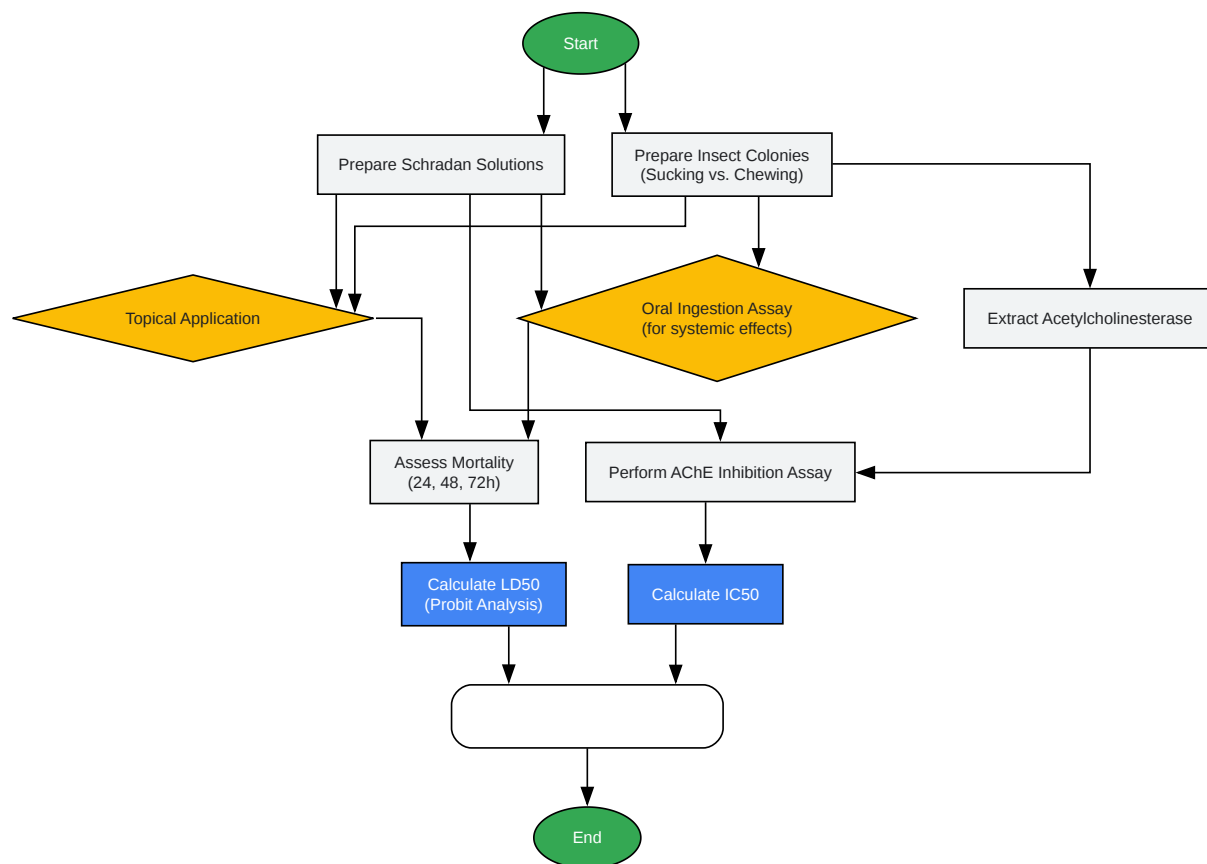 Start
Prepare Schradan Solutions
Prepare Insect Colonies
(Sucking vs. Chewing)
Topical Application
Oral Ingestion Assay
(for systemic effects)
Extract Acetylcholinesterase
Assess Mortality
(24, 48, 72h)
Perform AChE Inhibition Assay
Calculate LD50
(Probit Analysis)
Calculate IC50
End